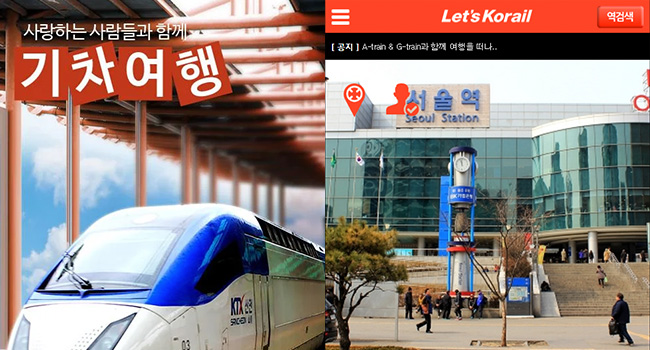 사랑하는 사람들과 함께
기차여행
KTX 산천
SANCHEON
03
Let's Korail
역검색
[ 공지 ] A-train & G-train과 함께 여행을 떠나..
서울역
Seoul Station